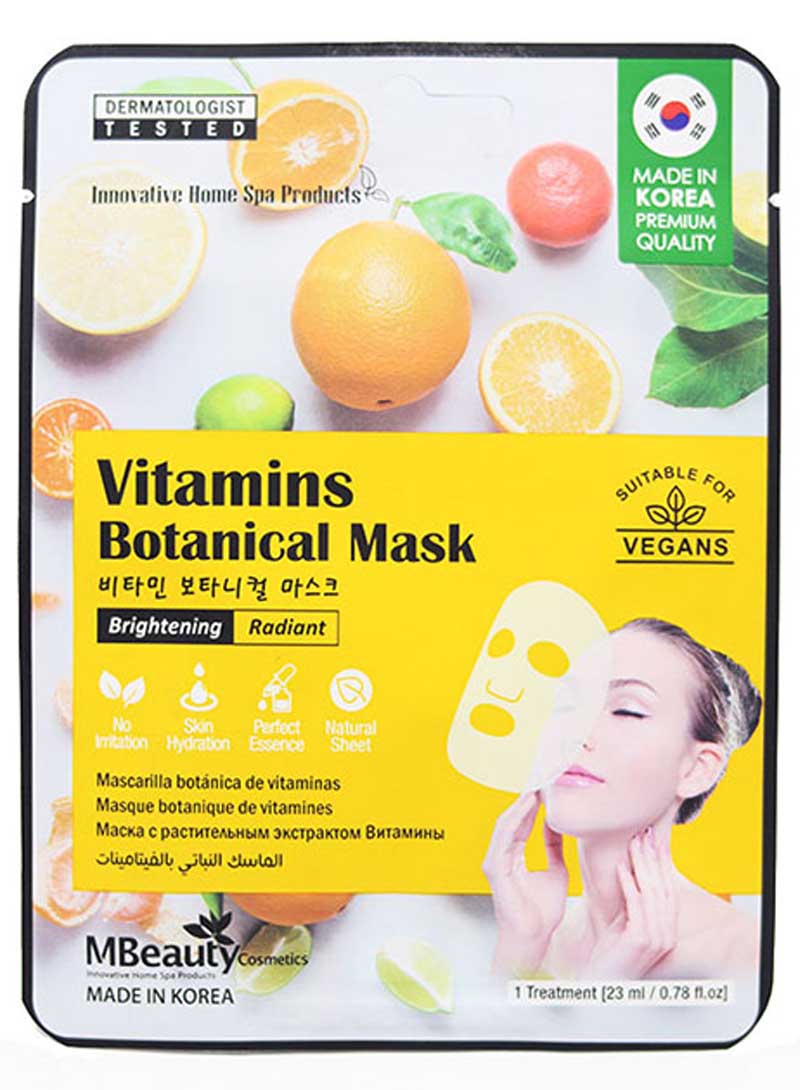 DERMATOLOGIST
TESTED
Innovative Home Spa Products
MADE IN
KOREA
PREMIUM
QUALITY
Vitamins
Botanical Mask
비타민 보타니컬 마스크
Brightening Radiant
SUITABLE FOR
VEGANS
No
Irritation
Skin
Hydration
Perfect
Essence
Natural
Sheet
Mascarilla botánica de vitaminas
Masque botanique de vitamines
Маска с растительным экстрактом Витамины
الماسك النباتي بالفيتامينات
MBeauty Cosmetics
Innovative Home Spa Products
MADE IN KOREA
1 Treatment [23 ml / 0.78 fl.oz]